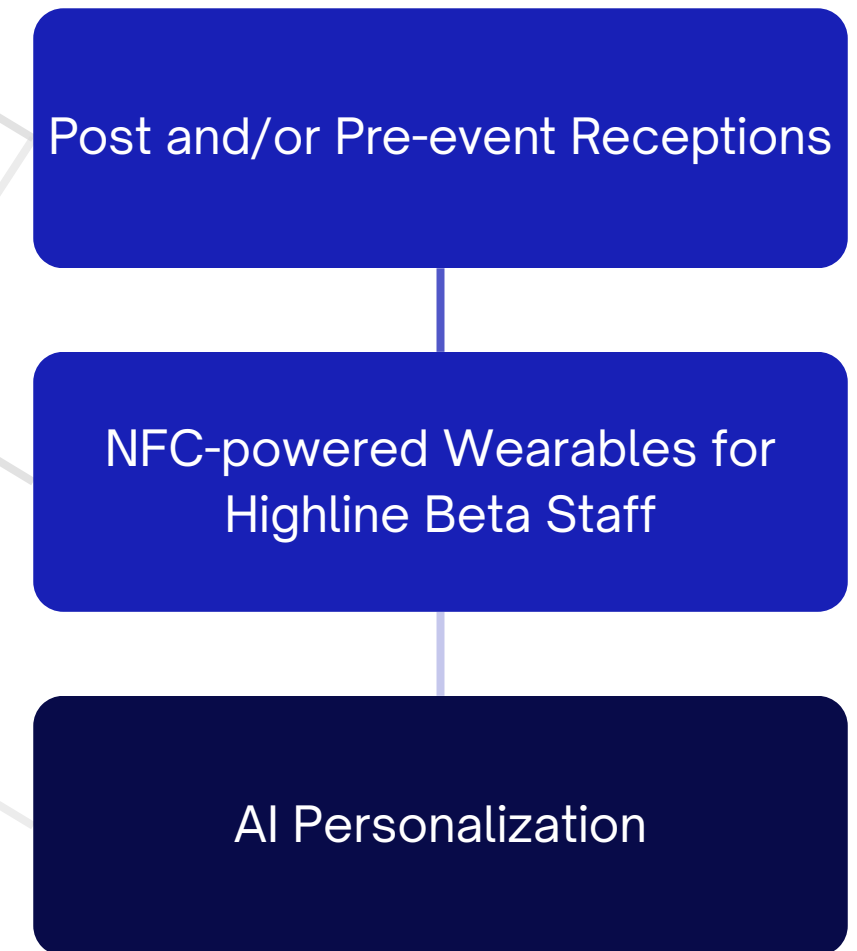 Post and/or Pre-event Receptions
NFC-powered Wearables for
Highline Beta Staff
AI Personalization